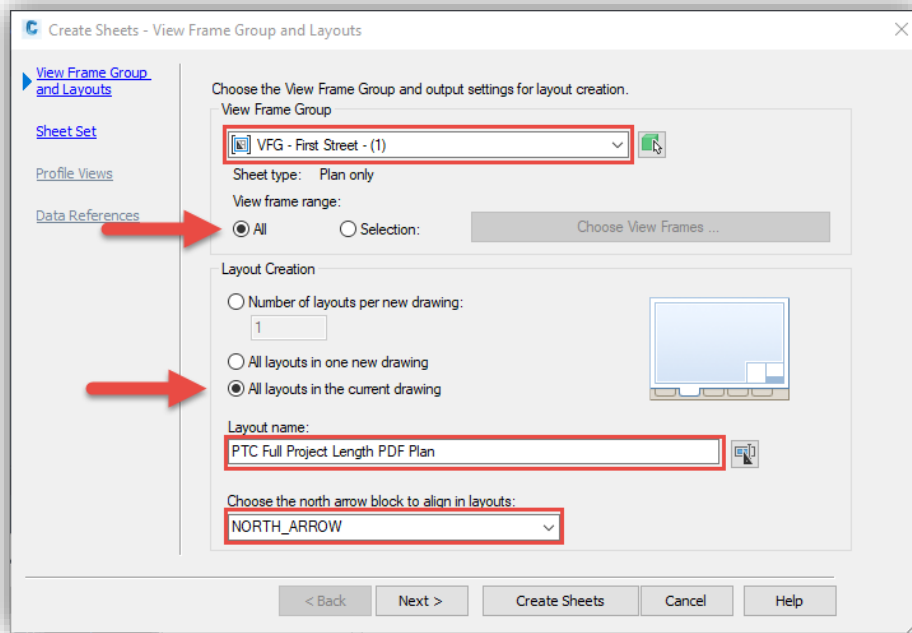 Create Sheets - View Frame Group and Layouts
View Frame Group
and Layouts
Sheet Set
Profile Views
Data References
Choose the View Frame Group and output settings for layout creation.
View Frame Group
VFG - First Street - (1)
Sheet type: Plan only
View frame range:
All
Selection:
Choose View Frames ...
Layout Creation
Number of layouts per new drawing:
1
All layouts in one new drawing
All layouts in the current drawing
Layout name:
PTC Full Project Length PDF Plan
Choose the north arrow block to align in layouts:
NORTH_ARROW
< Back
Next >
Create Sheets
Cancel
Help